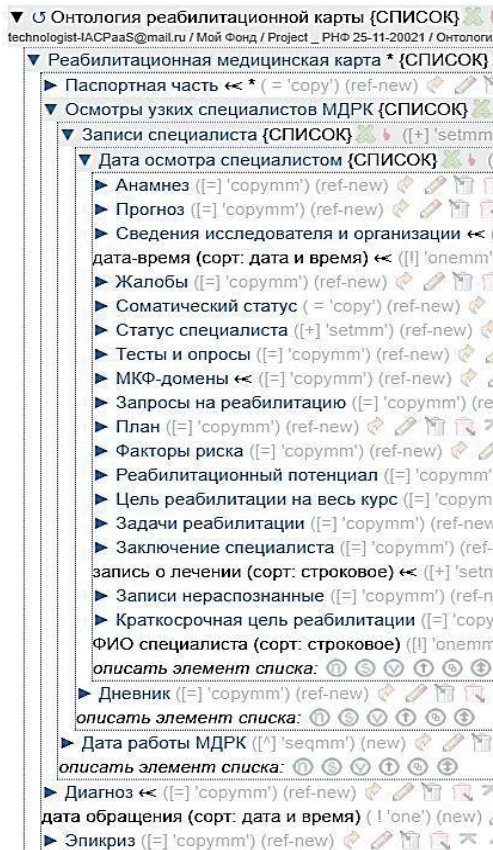 ▼ ↺ Онтология реабилитационной карты {СПИСОК}
technologist-IACPaaS@mail.ru / Мой Фонд / Project _ РНФ 25-11-20021 / Онтологи
▼ Реабилитационная медицинская карта * {СПИСОК}
► Паспортная часть * ( = 'copy') (ref-new)
▼ Осмотры узких специалистов МДРК {СПИСОК}
▼ Записи специалиста {СПИСОК} ([+] 'setmm
▼ Дата осмотра специалистом {СПИСОК} (
► Анамнез ([=] 'copymm') (ref-new)
► Прогноз ([=] 'copymm') (ref-new)
► Сведения исследователя и организации (
дата-время (сорт: дата и время) ([!] 'onemm'
► Жалобы ([=] 'copymm') (ref-new)
► Соматический статус ( = 'copy') (ref-new)
► Статус специалиста ([+] 'setmm') (ref-new)
► Тесты и опросы ([=] 'copymm') (ref-new)
► МКФ-домены ([=] 'copymm') (ref-new)
► Запросы на реабилитацию ([=] 'copymm') (re
► План ([=] 'copymm') (ref-new)
► Факторы риска ([=] 'copymm') (ref-new)
► Реабилитационный потенциал ([=] 'copymm'
► Цель реабилитации на весь курс ([=] 'copym
► Задачи реабилитации ([=] 'copymm') (ref-new
► Заключение специалиста ([=] 'copymm') (ref-
запись о лечении (сорт: строковое) ([+] 'setm
► Записи нераспознанные ([=] 'copymm') (ref-n
► Краткосрочная цель реабилитации ([=] 'copy
ФИО специалиста (сорт: строковое) ([!] 'onemm
описать элемент списка:
► Дневник ([=] 'copymm') (ref-new)
описать элемент списка:
► Дата работы МДРК ([^] 'seqmm') (new)
описать элемент списка:
► Диагноз ([=] 'copymm') (ref-new)
дата обращения (сорт: дата и время) ( ! 'one') (new)
► Эпикриз ([=] 'copymm') (ref-new)